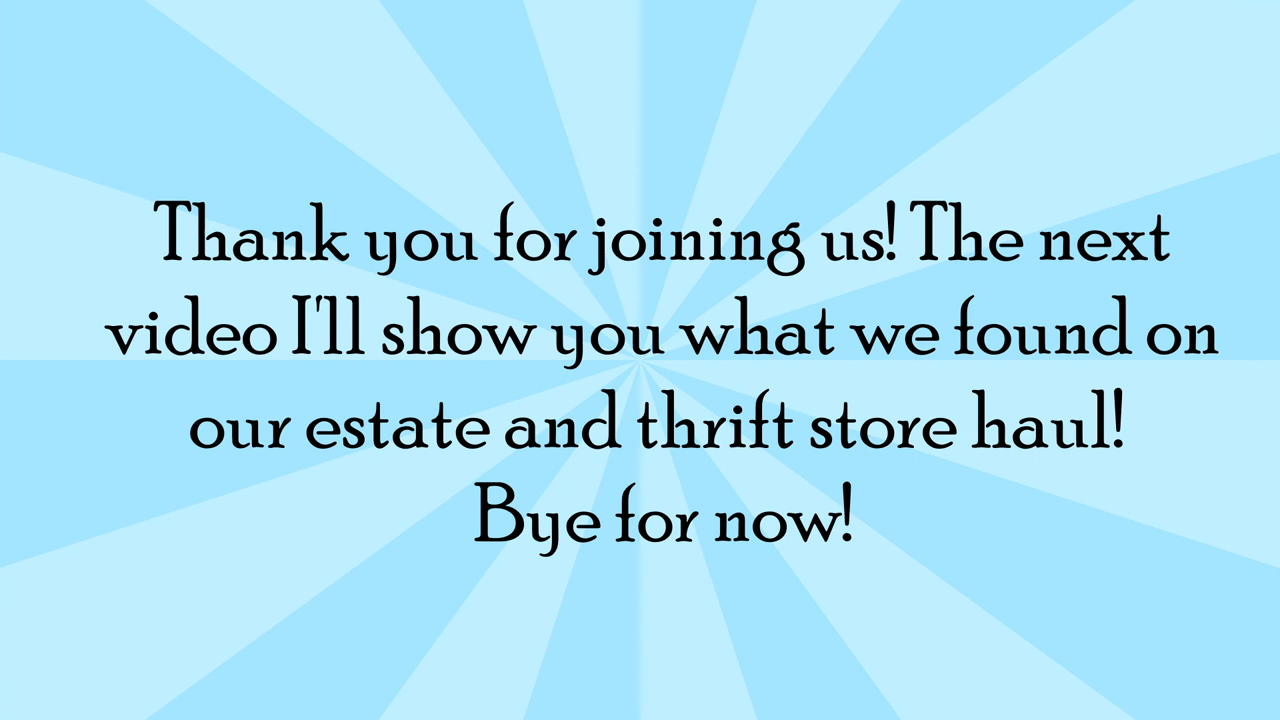 Thank you for joining us! The next
video I'll show you what we found on
our estate and thrift store haul!
Bye for now!